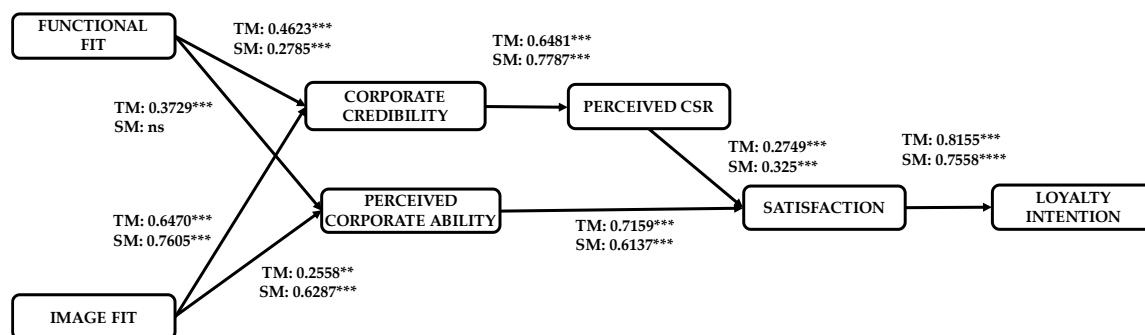 FUNCTIONAL
FIT
TM: 0.4623***
SM: 0.2785***
TM: 0.6481***
SM: 0.7787***
CORPORATE
CREDIBILITY
PERCEIVED CSR
TM: 0.3729***
SM: ns
TM: 0.2749***
SM: 0.325***
TM: 0.8155***
SM: 0.7558****
PERCEIVED
CORPORATE ABILITY
SATISFACTION
LOYALTY
INTENTION
TM: 0.6470***
SM: 0.7605***
TM: 0.7159***
SM: 0.6137***
TM: 0.2558**
SM: 0.6287***
IMAGE FIT